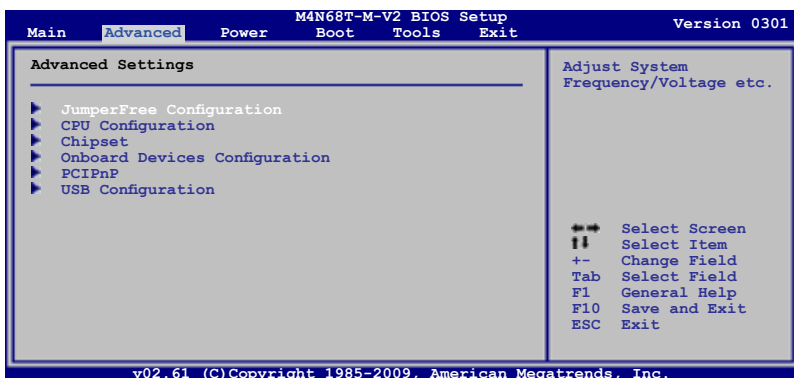 M4N68T-M-V2 BIOS Setup
Version 0301
Main Advanced Power Boot Tools Exit
Advanced Settings
JumperFree Configuration
CPU Configuration
Chipset
Onboard Devices Configuration
PCIPnP
USB Configuration
Adjust System
Frequency/Voltage etc.
←→ Select Screen
↑↓ Select Item
+- Change Field
Tab Select Field
F1 General Help
F10 Save and Exit
ESC Exit
v02.61 (C)Copyright 1985-2009, American Megatrends, Inc.